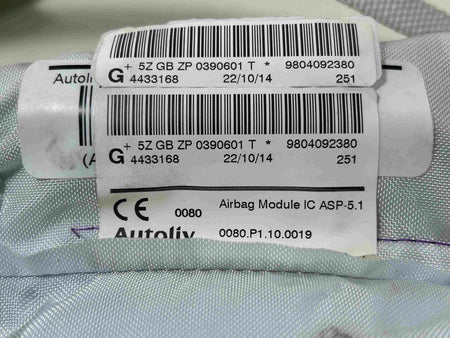 + 5Z GB ZP 0390601 T * 9804092380
G 4433168 22/10/14 251
Autoliv
+ 5Z GB ZP 0390601 T * 9804092380
G 4433168 22/10/14 251
(A
CE 0080 Airbag Module IC ASP-5.1
Autoliv 0080.P1.10.0019